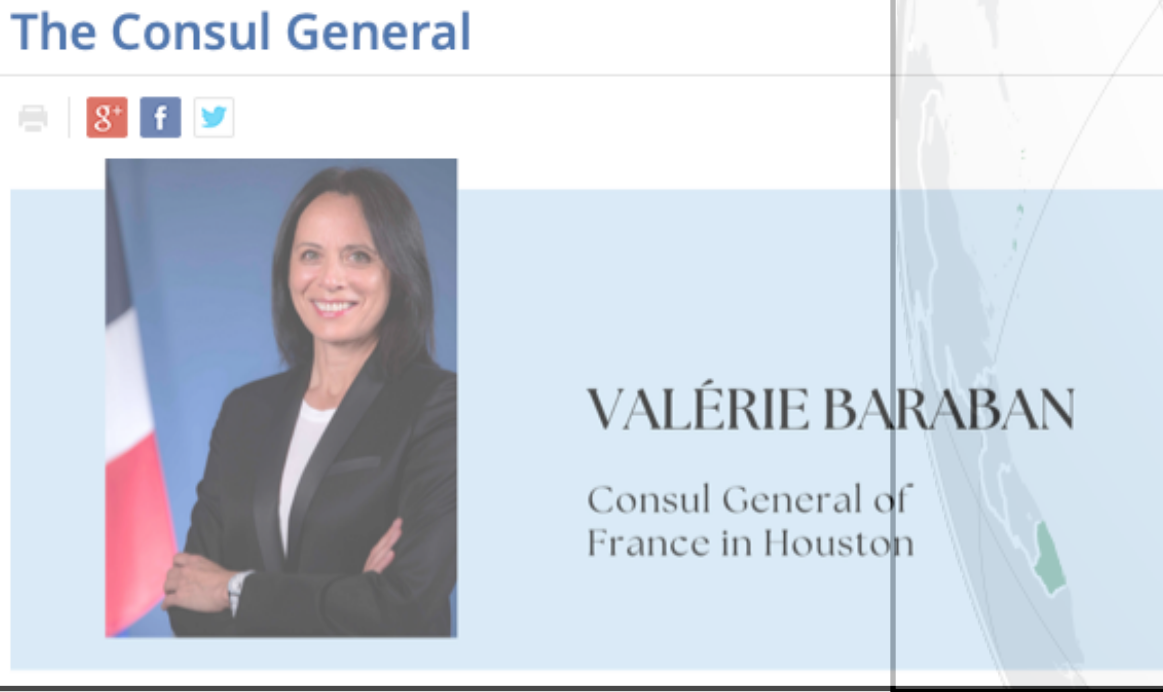 The Consul General
g+ f
VALÉRIE BARABAN
Consul General of
France in Houston